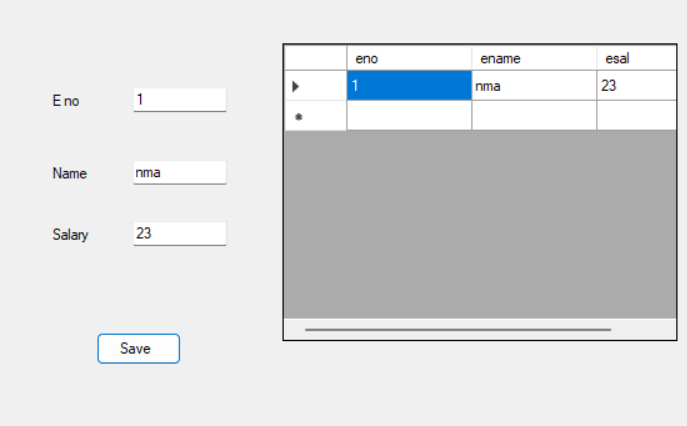 eno ename esal
1 nma 23
E no 1
Name nma
Salary 23
Save